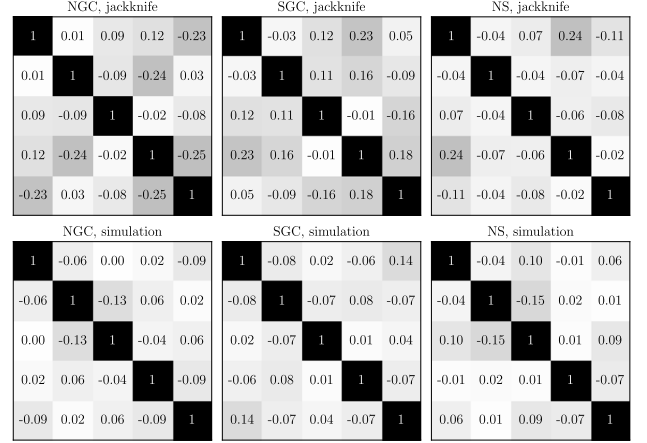 NGC, jackknife SGC, jackknife NS, jackknife
1 0.01 0.09 0.12 -0.23 1 -0.03 0.12 0.23 0.05 1 -0.04 0.07 0.24 -0.11
0.01 1 -0.09 -0.24 0.03 -0.03 1 0.11 0.16 -0.09 -0.04 1 -0.04 -0.07 -0.04
0.09 -0.09 1 -0.02 -0.08 0.12 0.11 1 -0.01 -0.16 0.07 -0.04 1 -0.06 -0.08
0.12 -0.24 -0.02 1 -0.25 0.23 0.16 -0.01 1 0.18 0.24 -0.07 -0.06 1 -0.02
-0.23 0.03 -0.08 -0.25 1 0.05 -0.09 -0.16 0.18 1 -0.11 -0.04 -0.08 -0.02 1
NGC, simulation SGC, simulation NS, simulation
1 -0.06 0.00 0.02 -0.09 1 -0.08 0.02 -0.06 0.14 1 -0.04 0.10 -0.01 0.06
-0.06 1 -0.13 0.06 0.02 -0.08 1 -0.07 0.08 -0.07 -0.04 1 -0.15 0.02 0.01
0.00 -0.13 1 -0.04 0.06 0.02 -0.07 1 0.01 0.04 0.10 -0.15 1 0.01 0.09
0.02 0.06 -0.04 1 -0.09 -0.06 0.08 0.01 1 -0.07 -0.01 0.02 0.01 1 -0.07
-0.09 0.02 0.06 -0.09 1 0.14 -0.07 0.04 -0.07 1 0.06 0.01 0.09 -0.07 1